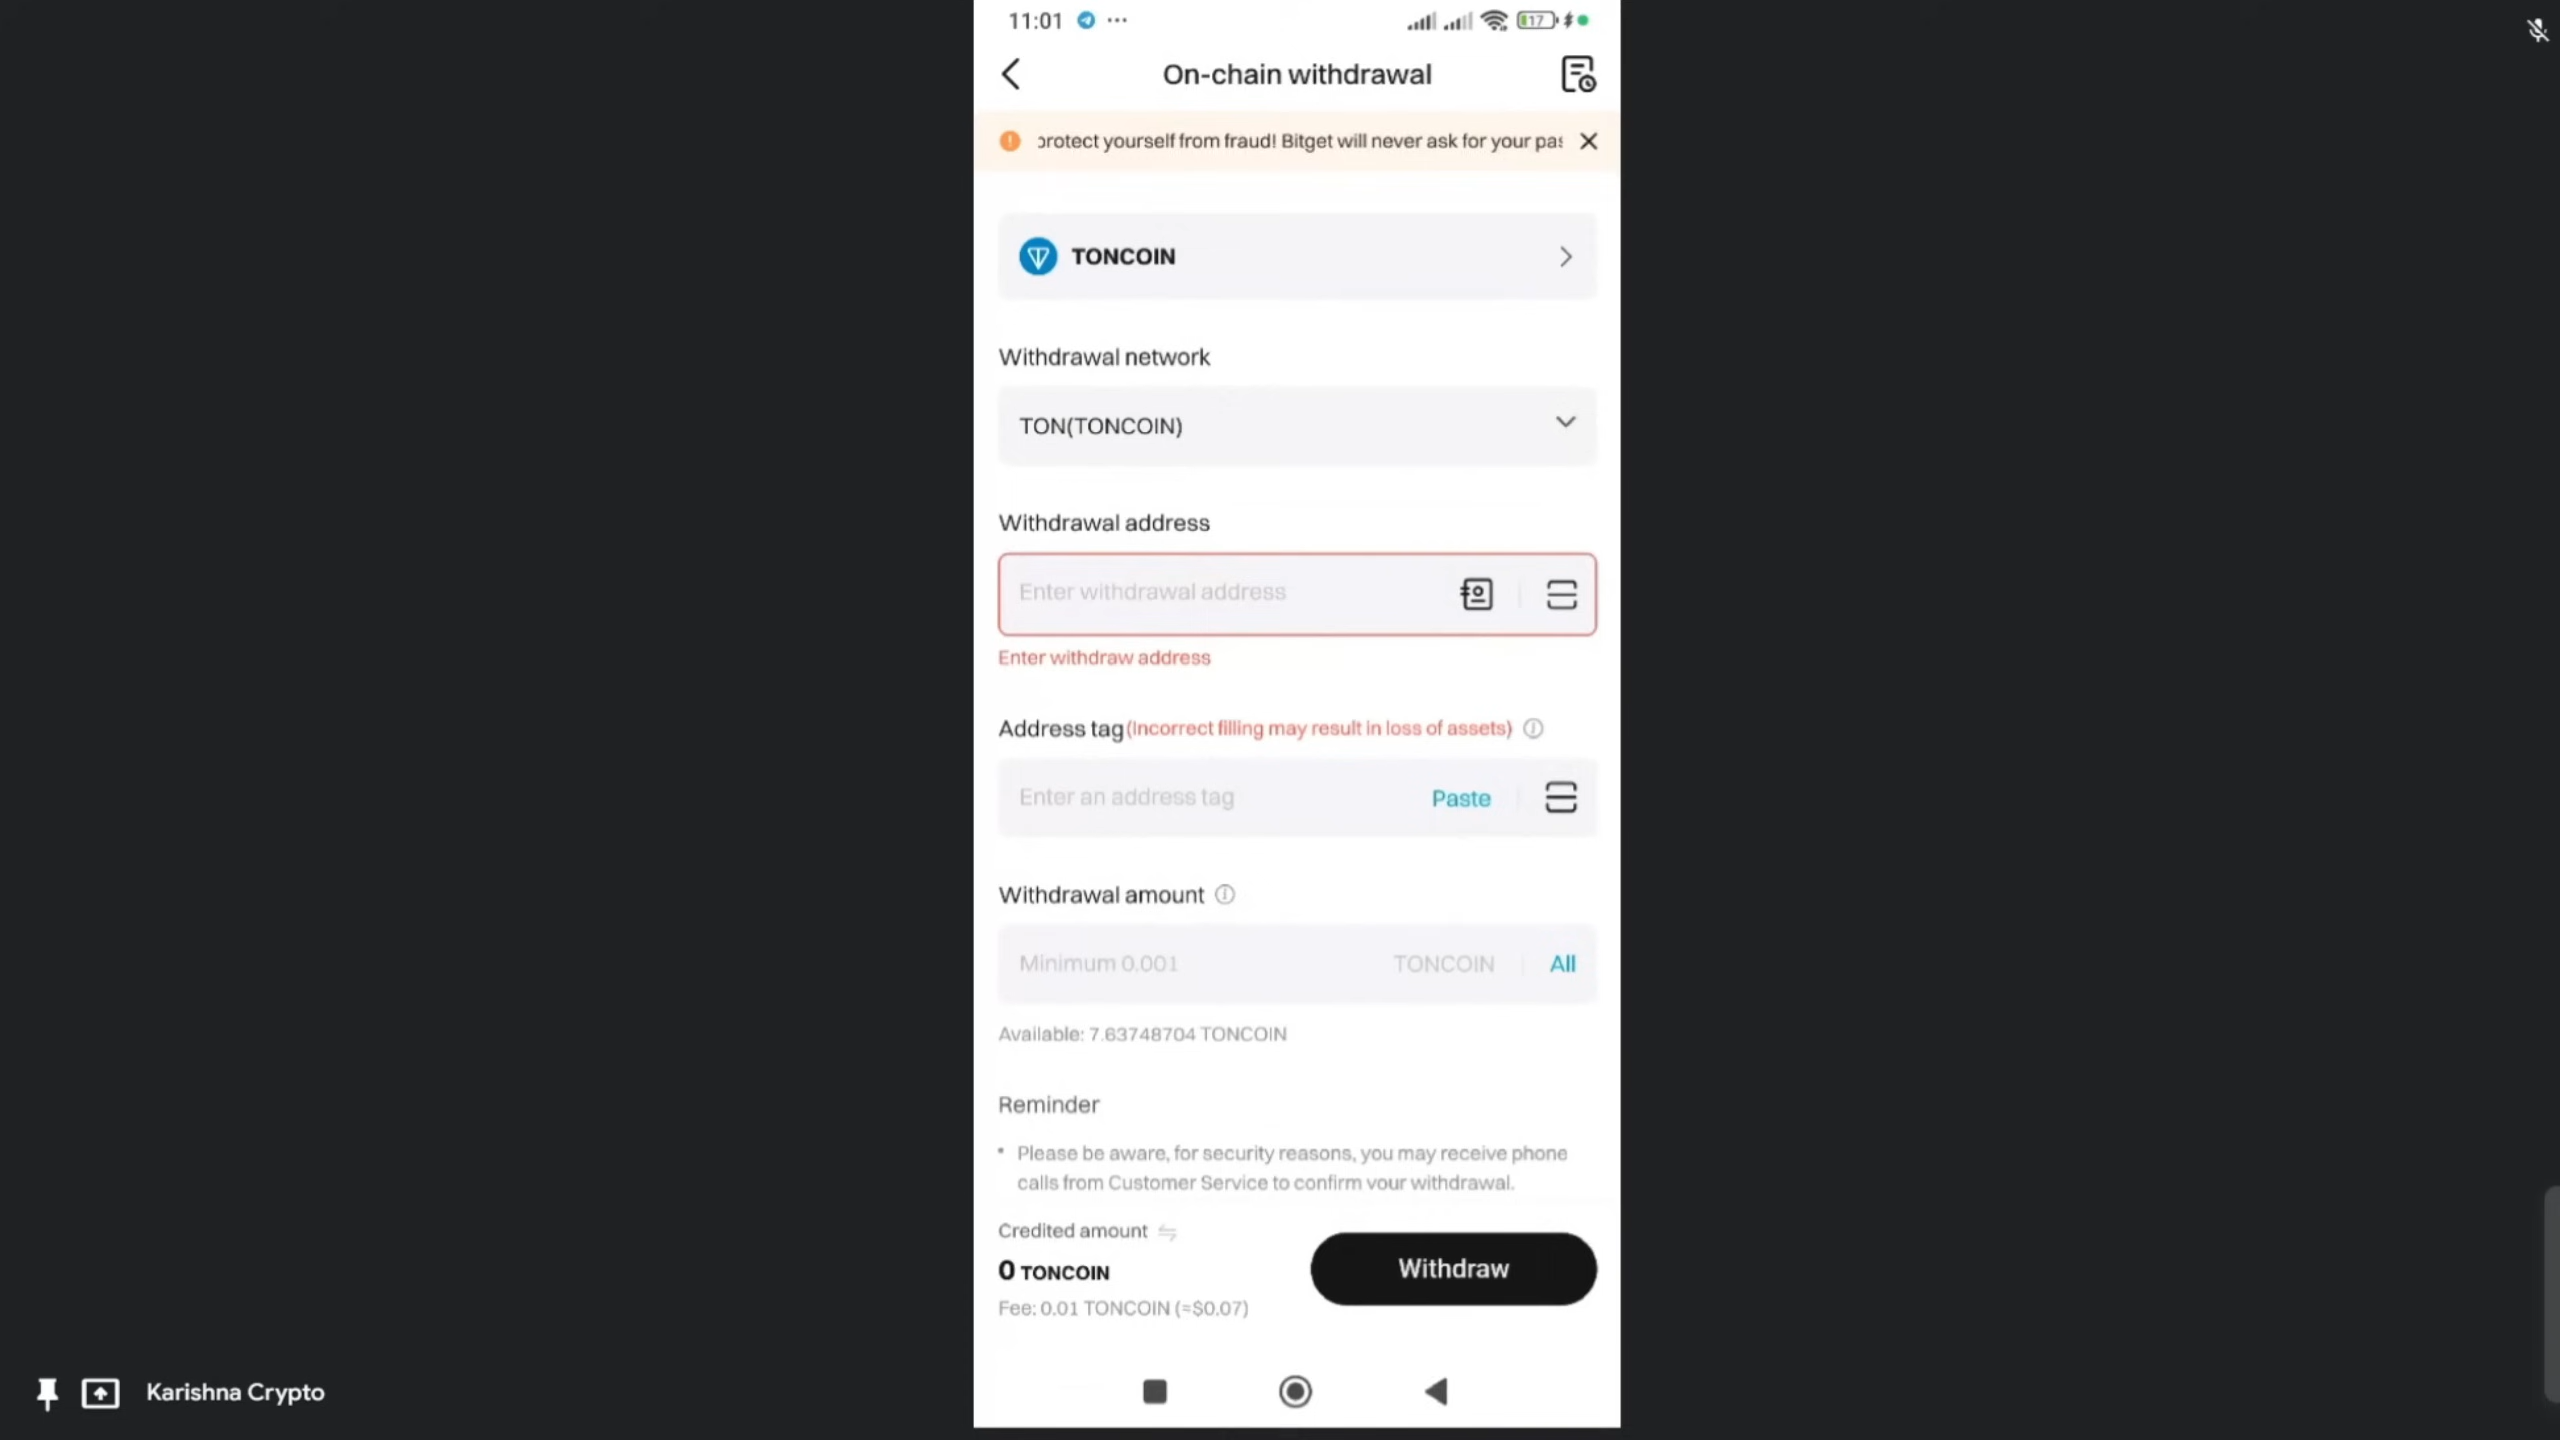 11:01
17
On-chain withdrawal
protect yourself from fraud! Bitget will never ask for your pas
TONCOIN
Withdrawal network
TON(TONCOIN)
Withdrawal address
Enter withdrawal address
Enter withdraw address
Address tag(Incorrect filling may result in loss of assets)
Enter an address tag
Paste
Withdrawal amount
Minimum 0.001
TONCOIN
All
Available: 7.63748704 TONCOIN
Reminder
Please be aware, for security reasons, you may receive phone
calls from Customer Service to confirm your withdrawal.
Credited amount
0 TONCOIN
Withdraw
Fee: 0.01 TONCOIN (≈$0.07)
Karishna Crypto